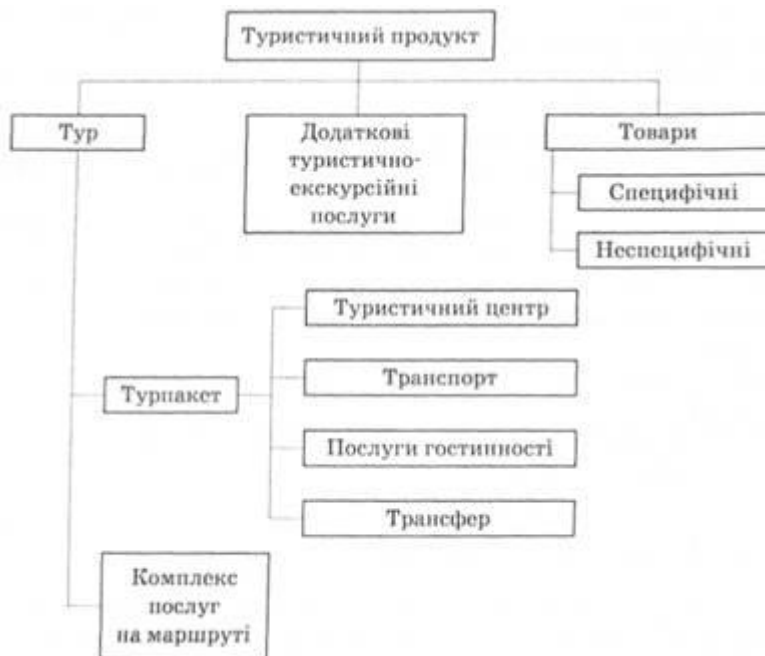 Туристичний продукт
Тур
Додаткові
туристично-
екскурсійні
послуги
Товари
Специфічні
Неспецифічні
Туристичний центр
Турпакет
Транспорт
Послуги гостинності
Трансфер
Комплекс
послуг
на маршруті